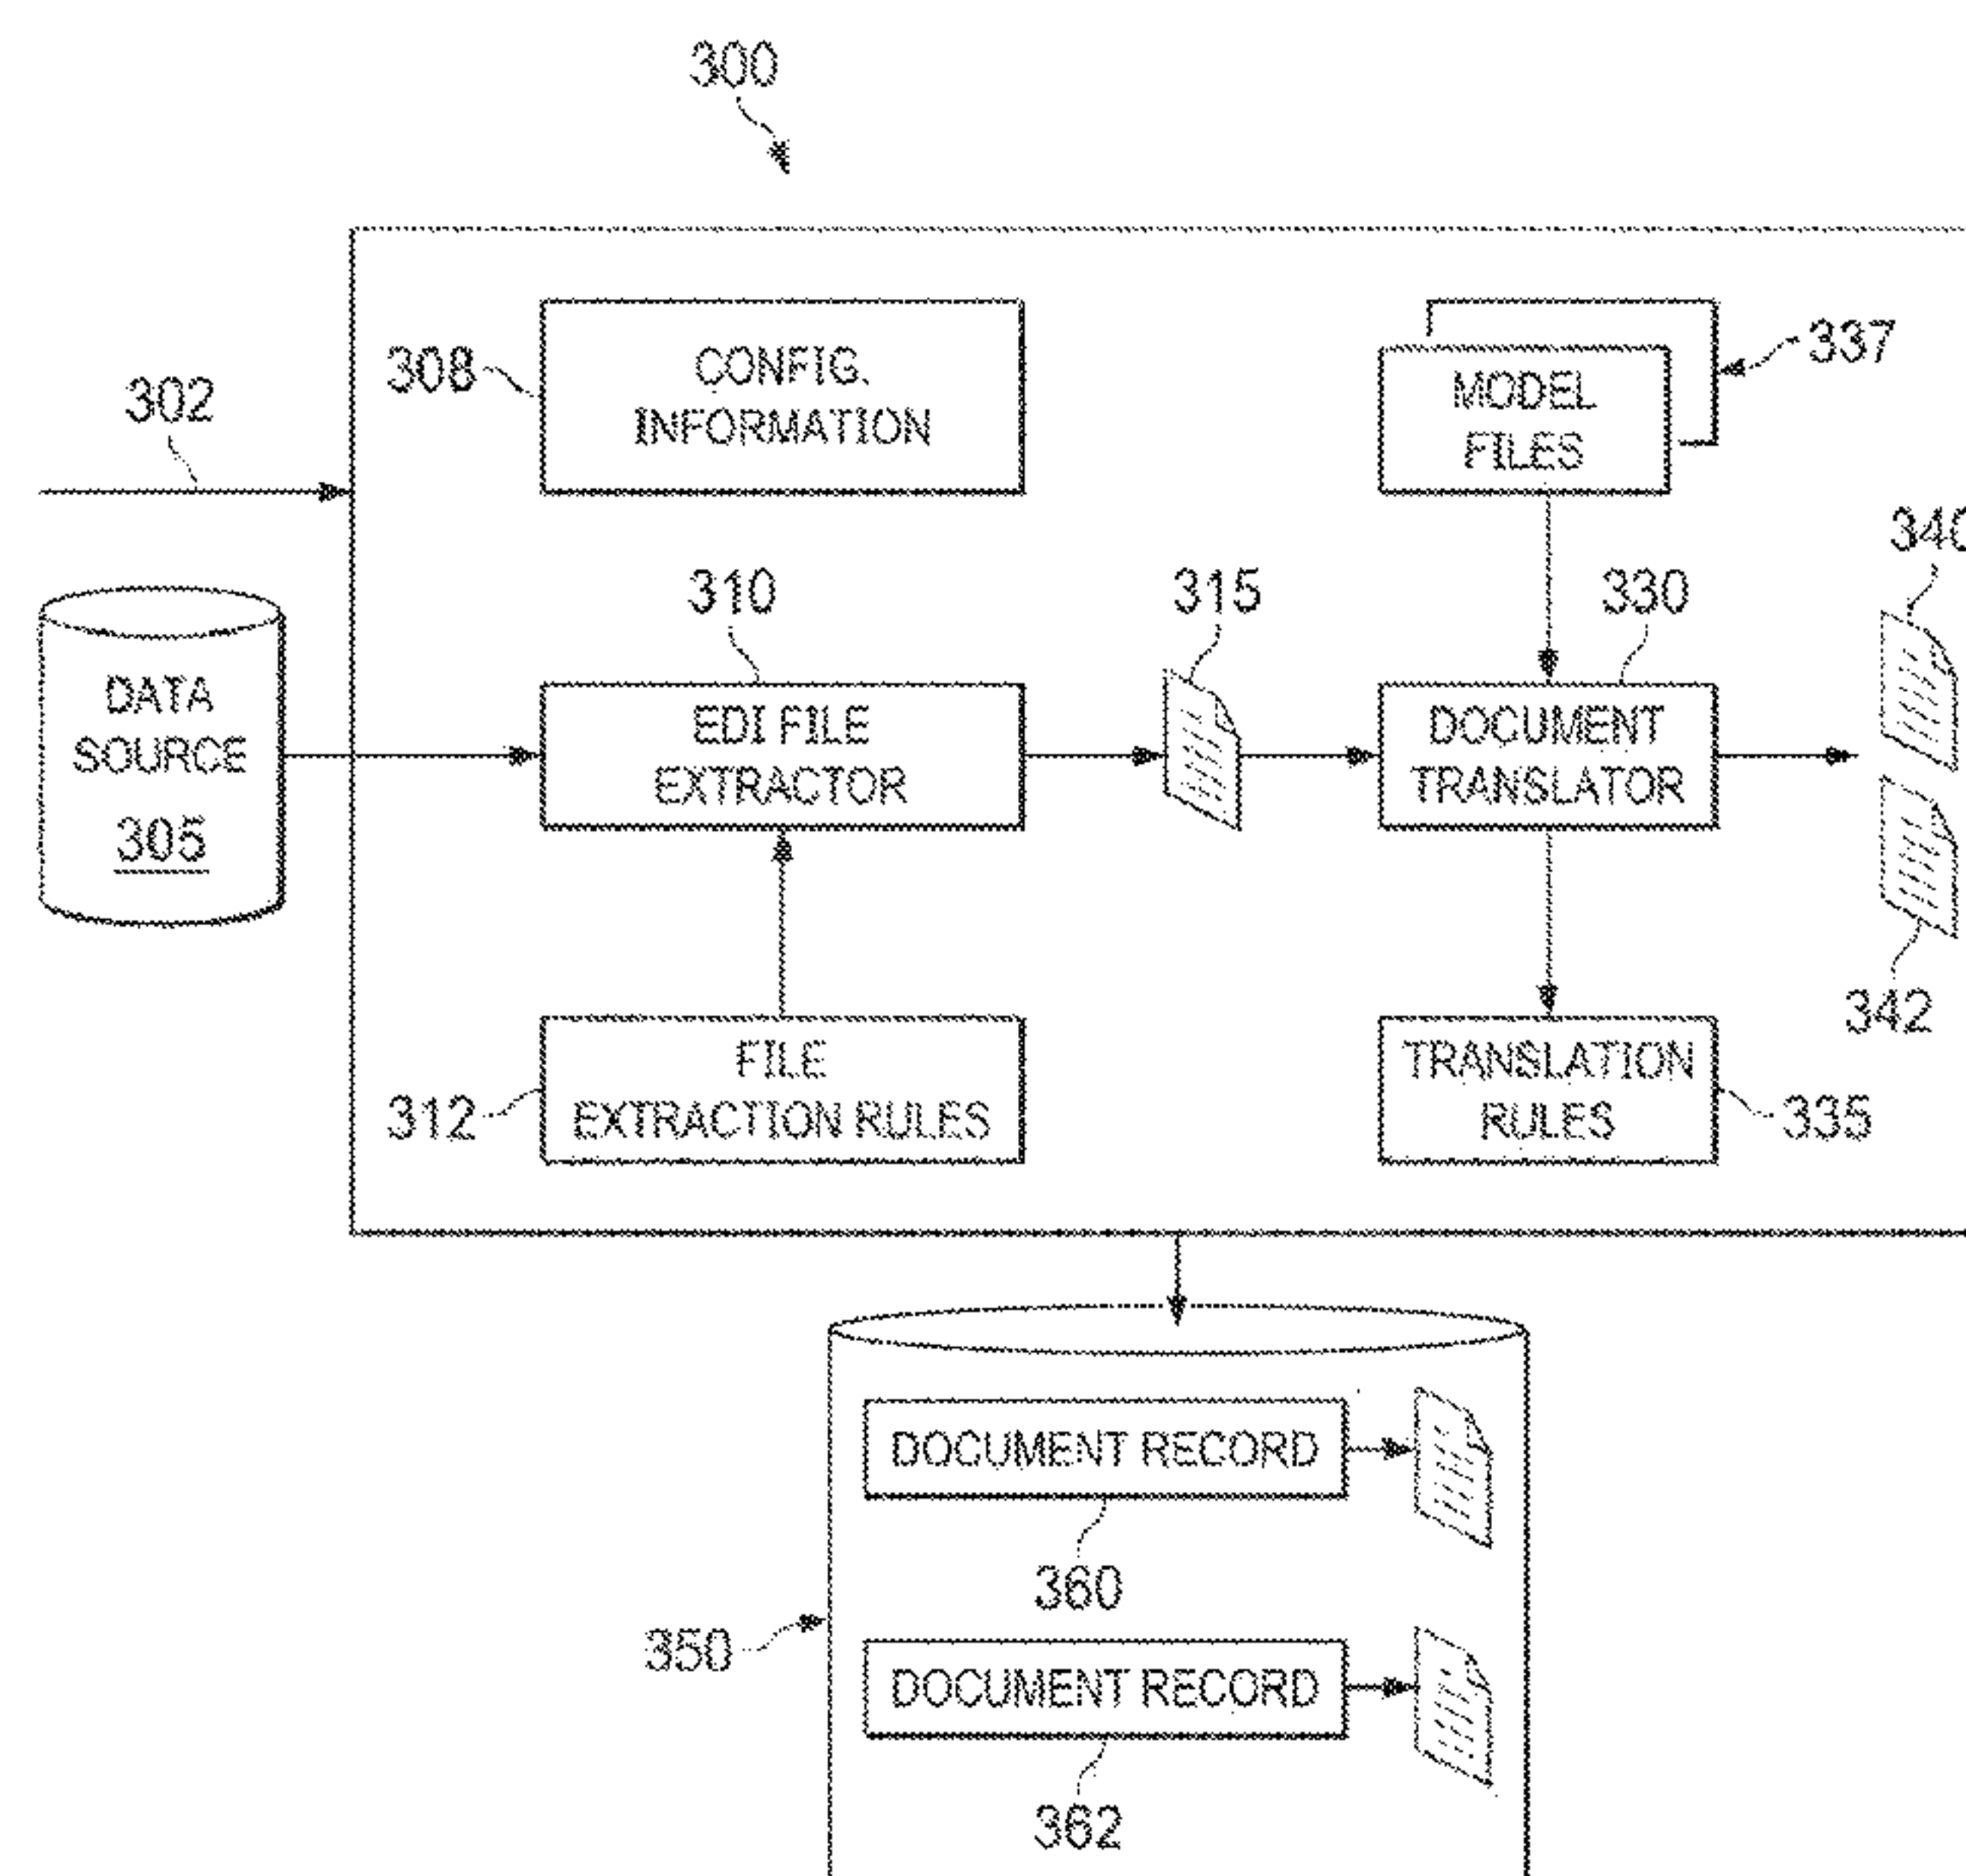 300
302
308
CONFIG.
INFORMATION
MODEL
FILES
337
340
DATA
SOURCE
305
310
EDI FILE
EXTRACTOR
315
330
DOCUMENT
TRANSLATOR
342
312
FILE
EXTRACTION RULES
TRANSLATION
RULES
335
350
DOCUMENT RECORD
360
DOCUMENT RECORD
362